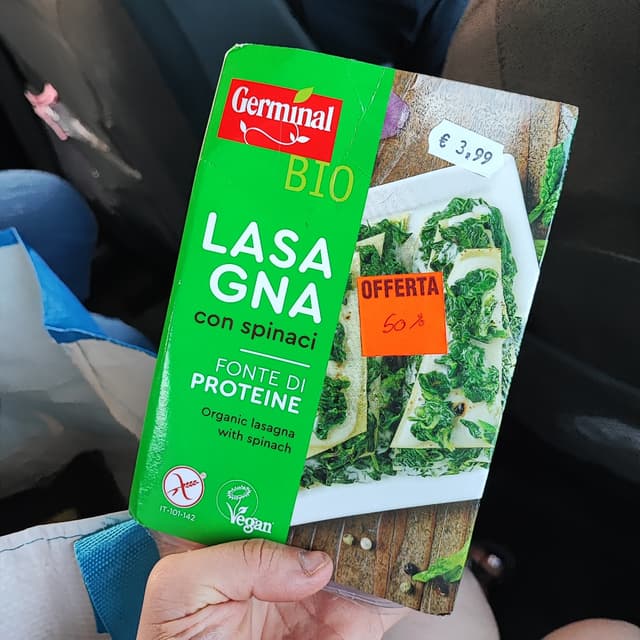 Germinal
BIO
€ 3,99
LASA
GNA
con spinaci
FONTE DI
PROTEINE
Organic lasagna
with spinach
OFFERTA
50%
IT-101-142
Vegan